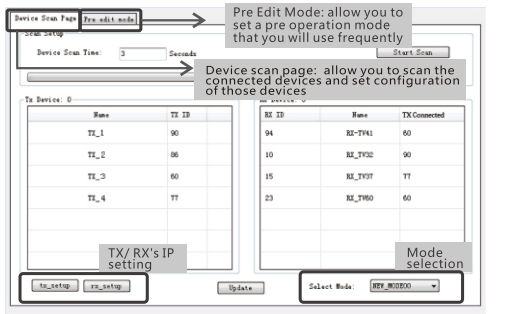 Device Scan Page Pre edit mode
Pre Edit Mode: allow you to
set a pre operation mode
that you will use frequently
Scan Setup
Device Scan Time: 3 Seconds
Start Scan
Device scan page: allow you to scan the
connected devices and set configuration
of those devices
Tx Device: 0
Name TX ID
TX_1 90
TX_2 86
TX_3 60
TX_4 77
Rx Device: 0
RX ID Name TX Connected
94 RX-TV41 60
10 RX_TV32 90
15 RX_TV37 77
23 RX_TV60 60
TX/ RX's IP
setting
Mode
selection
tx_setup rx_setup
Update
Select Mode: NEW_MODE00